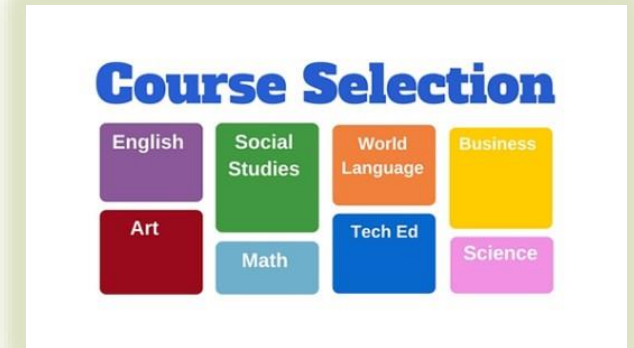 Course Selection
English
Social
Studies
World
Language
Business
Art
Math
Tech Ed
Science